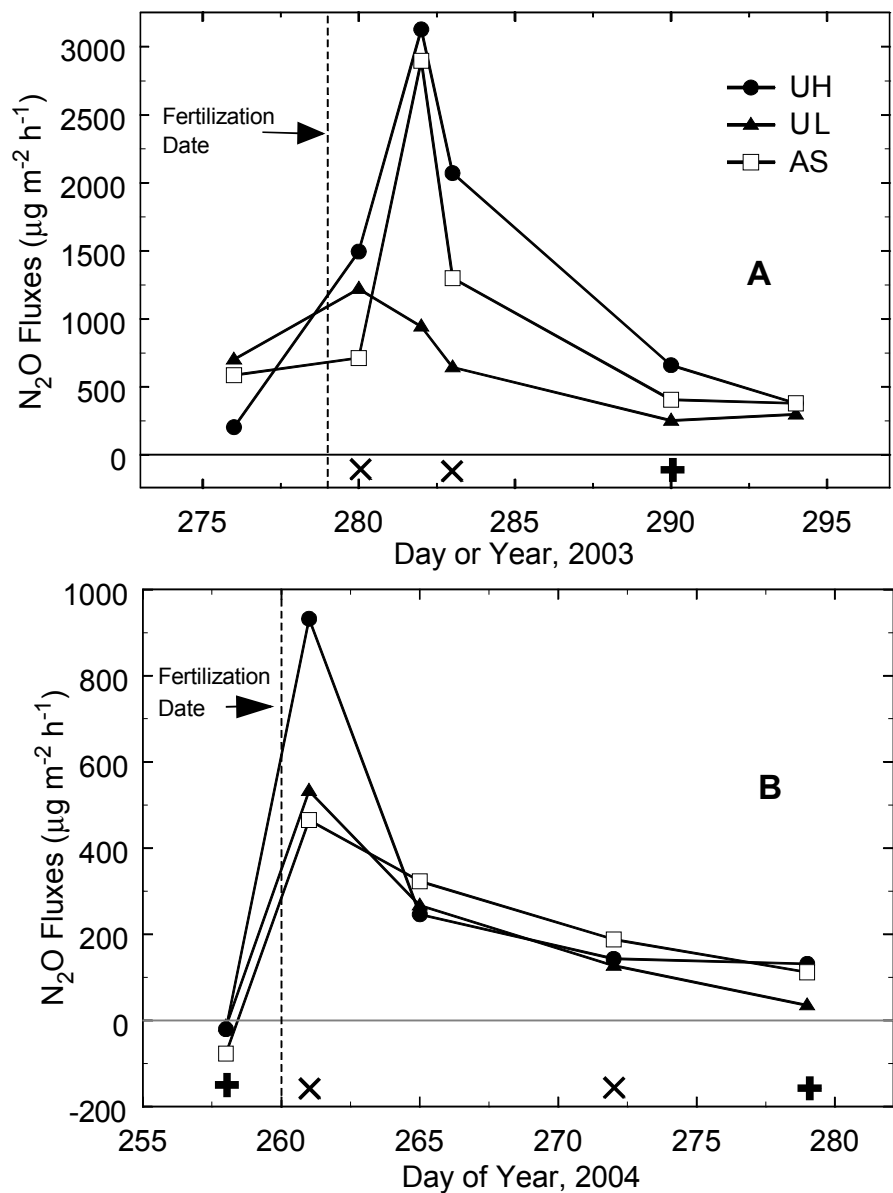 3000
2500
2000
1500
1000
500
0
N₂O Fluxes (µg m⁻² h⁻¹)
Fertilization
Date
UH
UL
AS
A
275 280 285 290 295
Day or Year, 2003
1000
800
600
400
200
0
-200
N₂O Fluxes (µg m⁻² h⁻¹)
Fertilization
Date
B
255 260 265 270 275 280
Day of Year, 2004